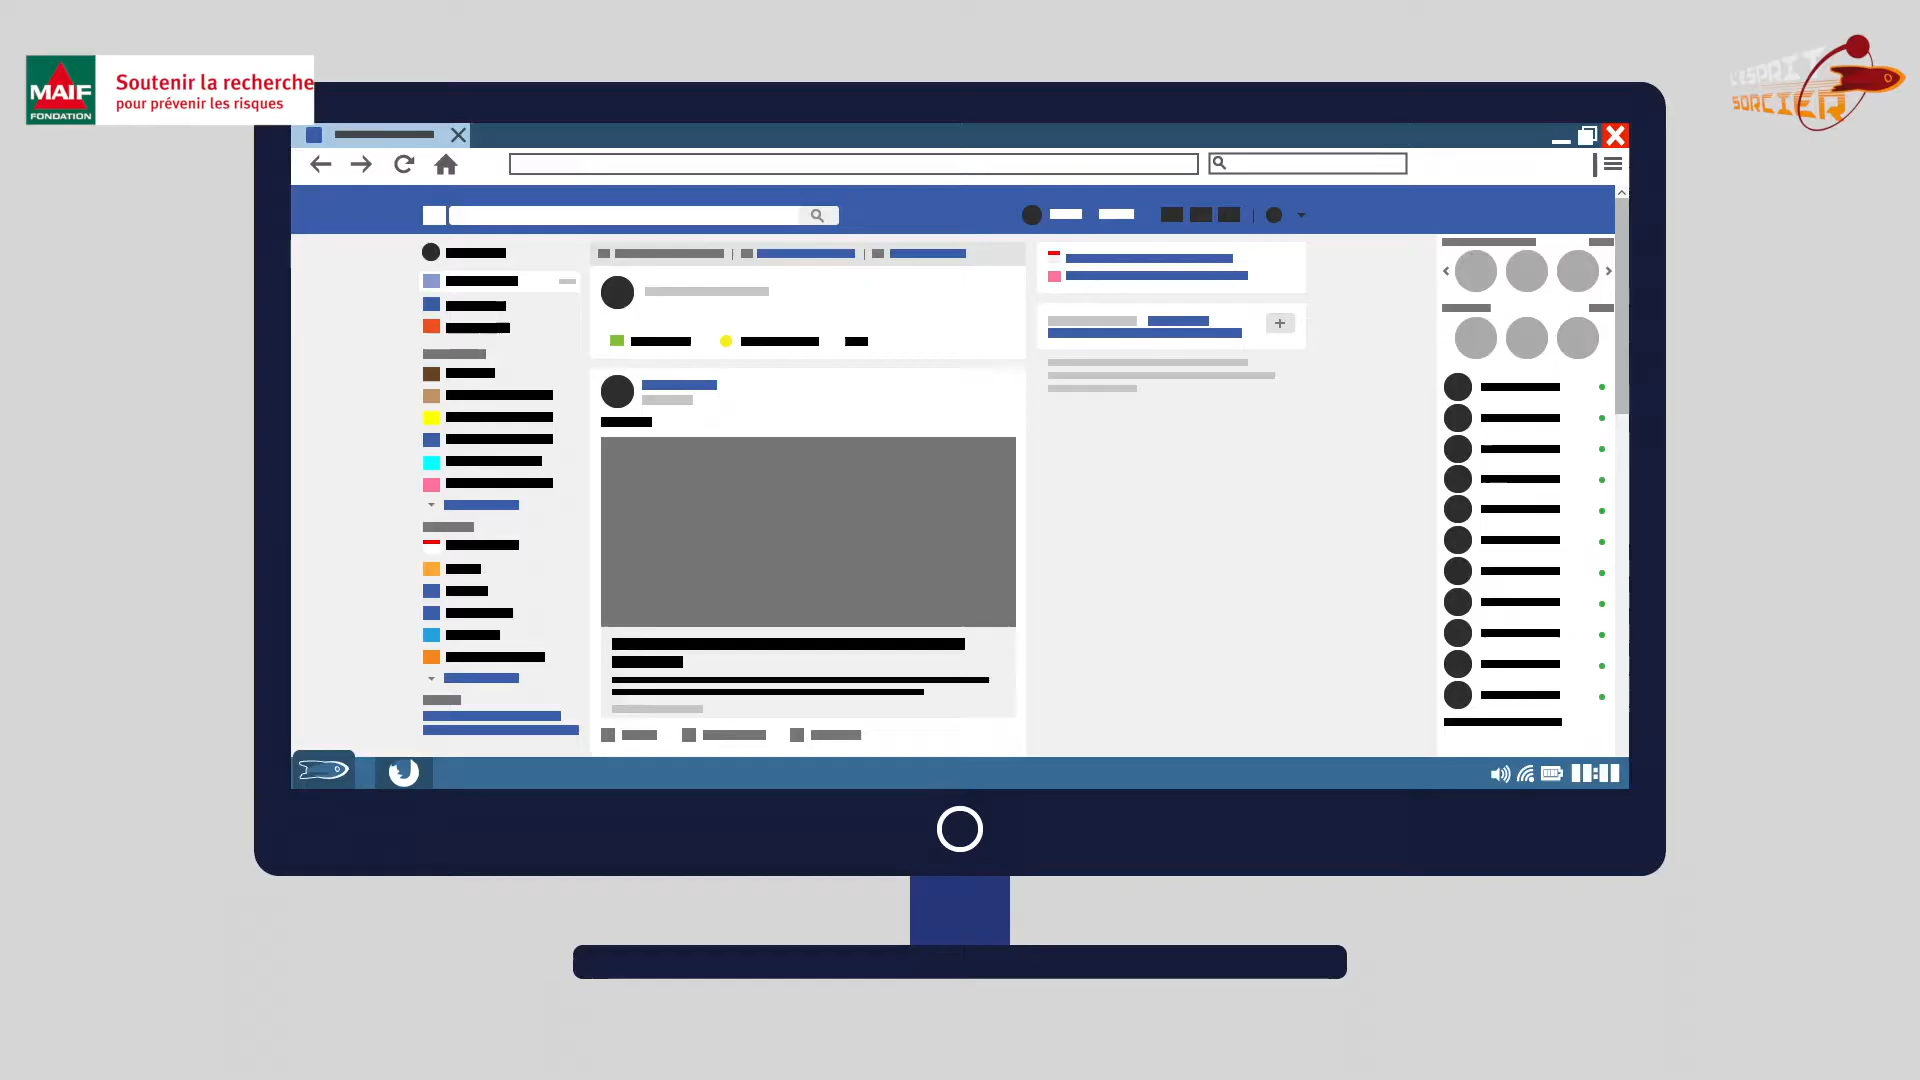 MAIF
FONDATION
Soutenir la recherche
pour prévenir les risques
L'ESPRIT
SORCIER